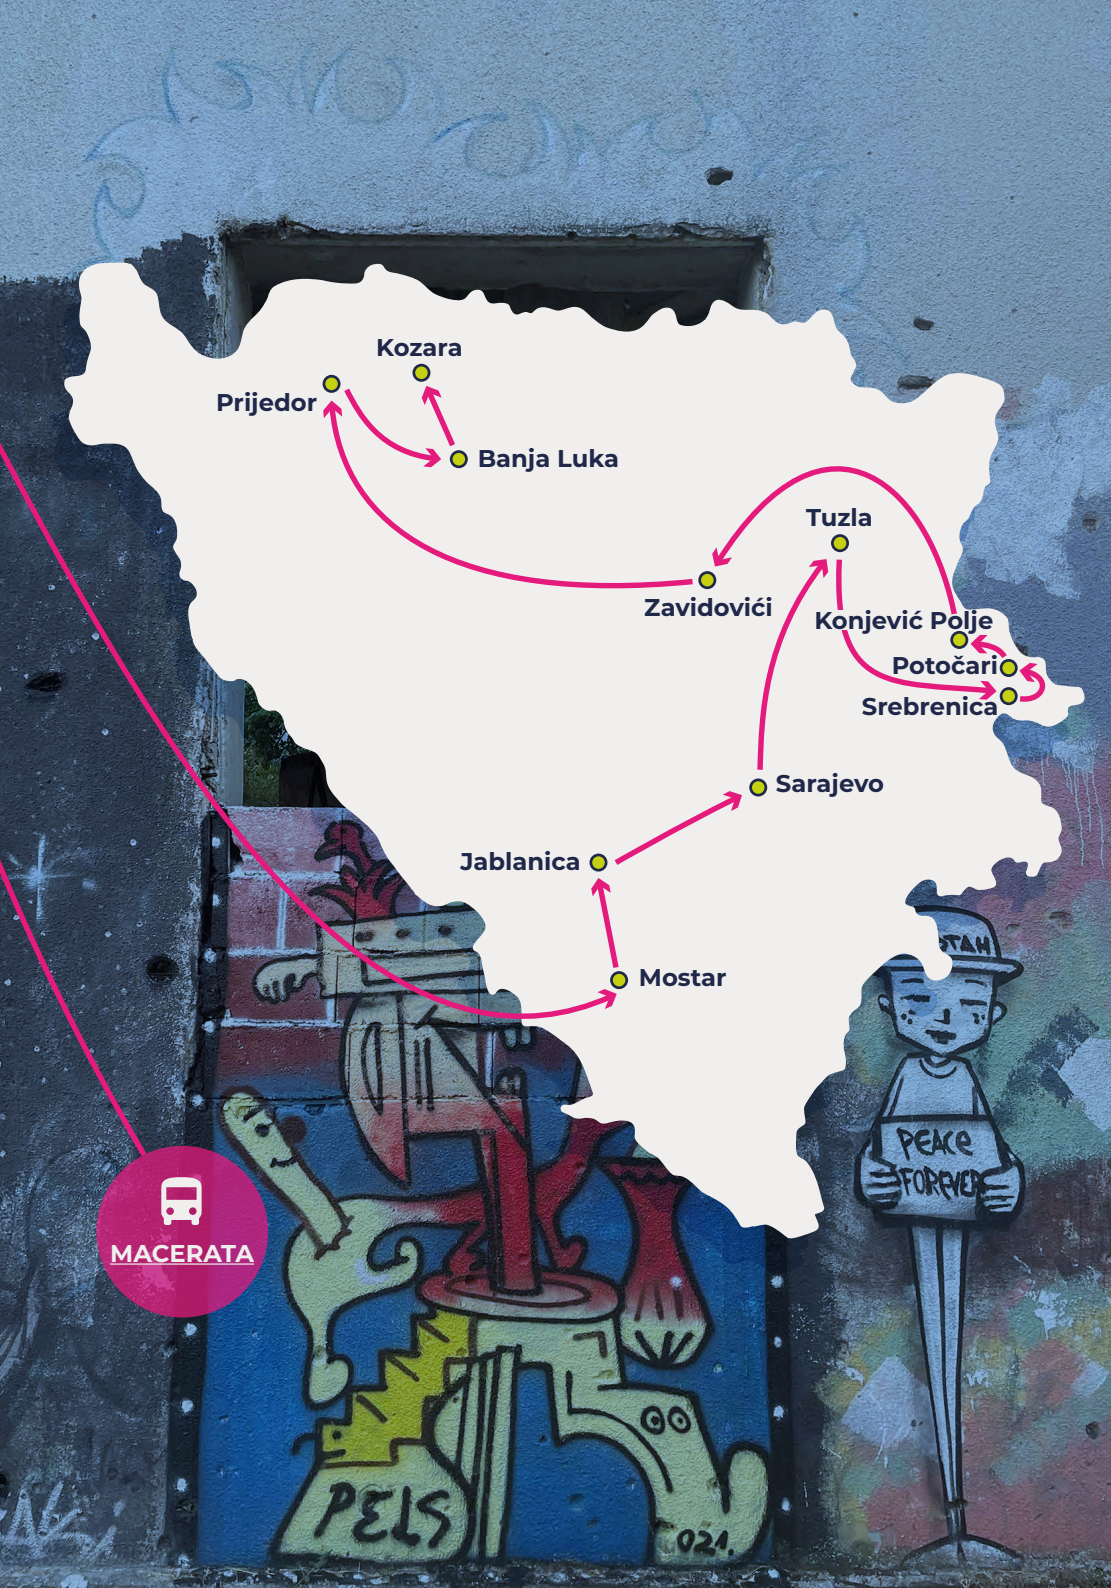 Kozara
Prijedor
Banja Luka
Tuzla
Zavidovići
Konjević Polje
Potočari
Srebrenica
Sarajevo
Jablanica
Mostar
PEACE
FOREVER
MACERATA
PELS
021.